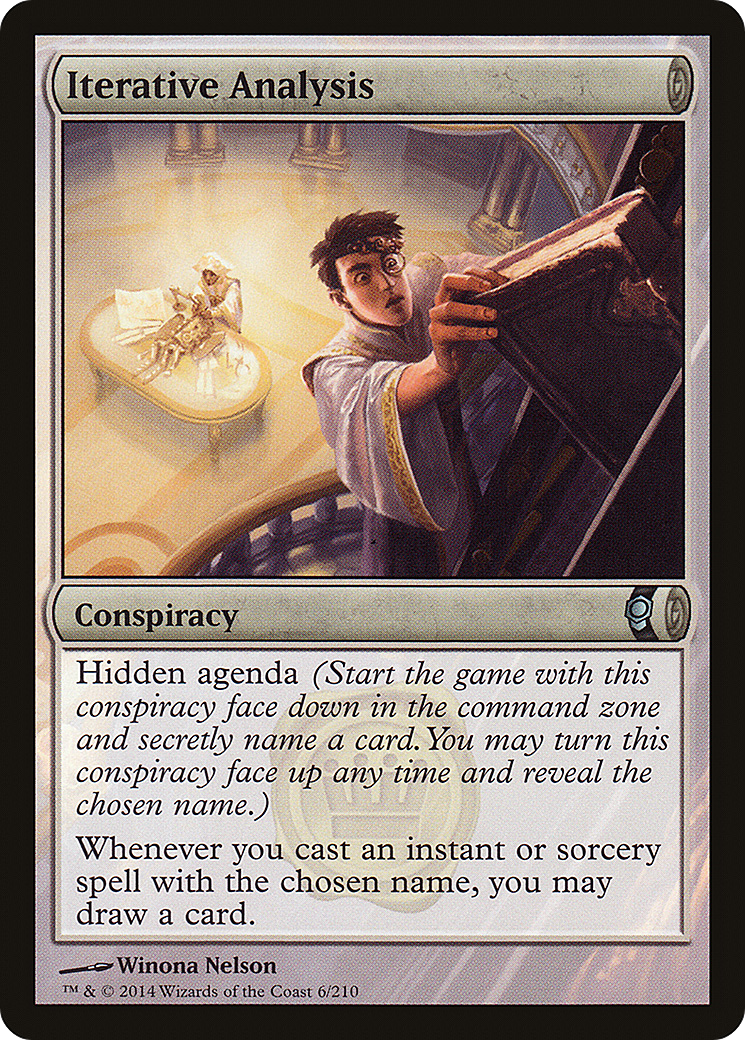 Iterative Analysis
Conspiracy
Hidden agenda (Start the game with this
conspiracy face down in the command zone
and secretly name a card. You may turn this
conspiracy face up any time and reveal the
chosen name.)
Whenever you cast an instant or sorcery
spell with the chosen name, you may
draw a card.
Winona Nelson
™ & © 2014 Wizards of the Coast 6/210